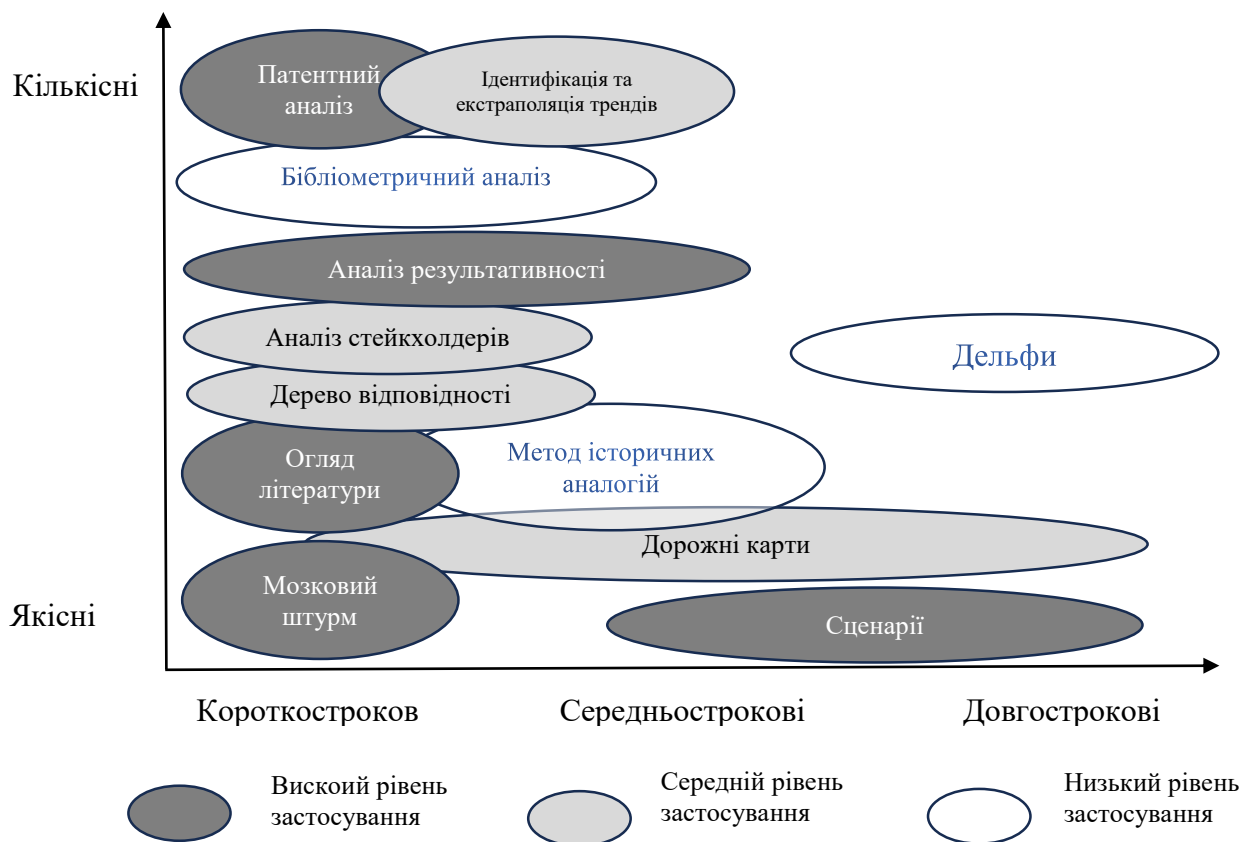 Кількісні
Патентний
аналіз
Ідентифікація та
екстраполяція трендів
Бібліометричний аналіз
Аналіз результативності
Аналіз стейкхолдерів
Дельфи
Дерево відповідності
Огляд
літератури
Метод історичних
аналогій
Дорожні карти
Якісні
Мозковий
штурм
Сценарії
Короткостроков
Середньострокові
Довгострокові
Вискоий рівень
застосування
Середній рівень
застосування
Низький рівень
застосування